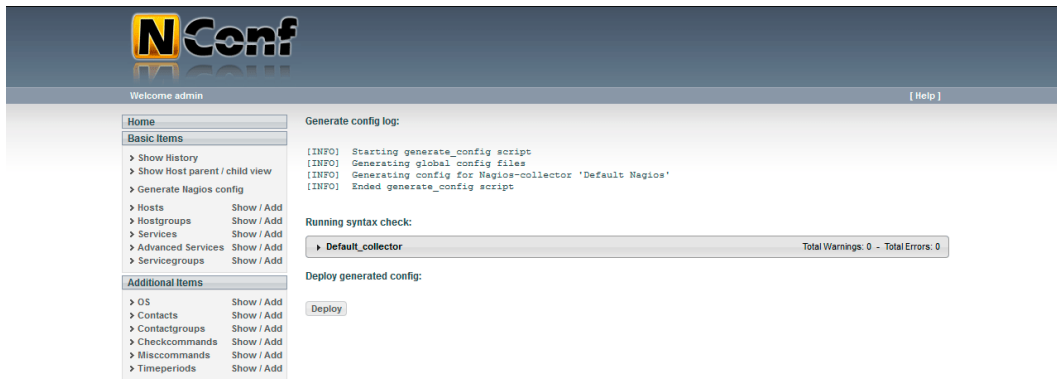 NConf
Welcome admin [ Help ]
Home
Basic Items
Show History
Show Host parent / child view
Generate Nagios config
Hosts Show / Add
Hostgroups Show / Add
Services Show / Add
Advanced Services Show / Add
Servicegroups Show / Add
Additional Items
OS Show / Add
Contacts Show / Add
Contactgroups Show / Add
Checkcommands Show / Add
Misccommands Show / Add
Timeperiods Show / Add
Generate config log:
[INFO] Starting generate_config script
[INFO] Generating global config files
[INFO] Generating config for Nagios-collector 'Default Nagios'
[INFO] Ended generate_config script
Running syntax check:
Default_collector Total Warnings: 0 - Total Errors: 0
Deploy generated config:
Deploy